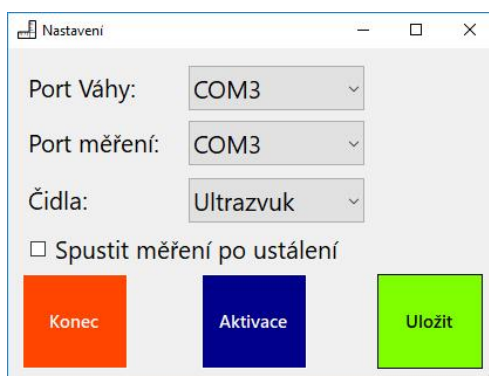 Nastavení
Port Váhy: COM3
Port měření: COM3
Čidla: Ultrazvuk
Spustit měření po ustálení
Konec Aktivace Uložit